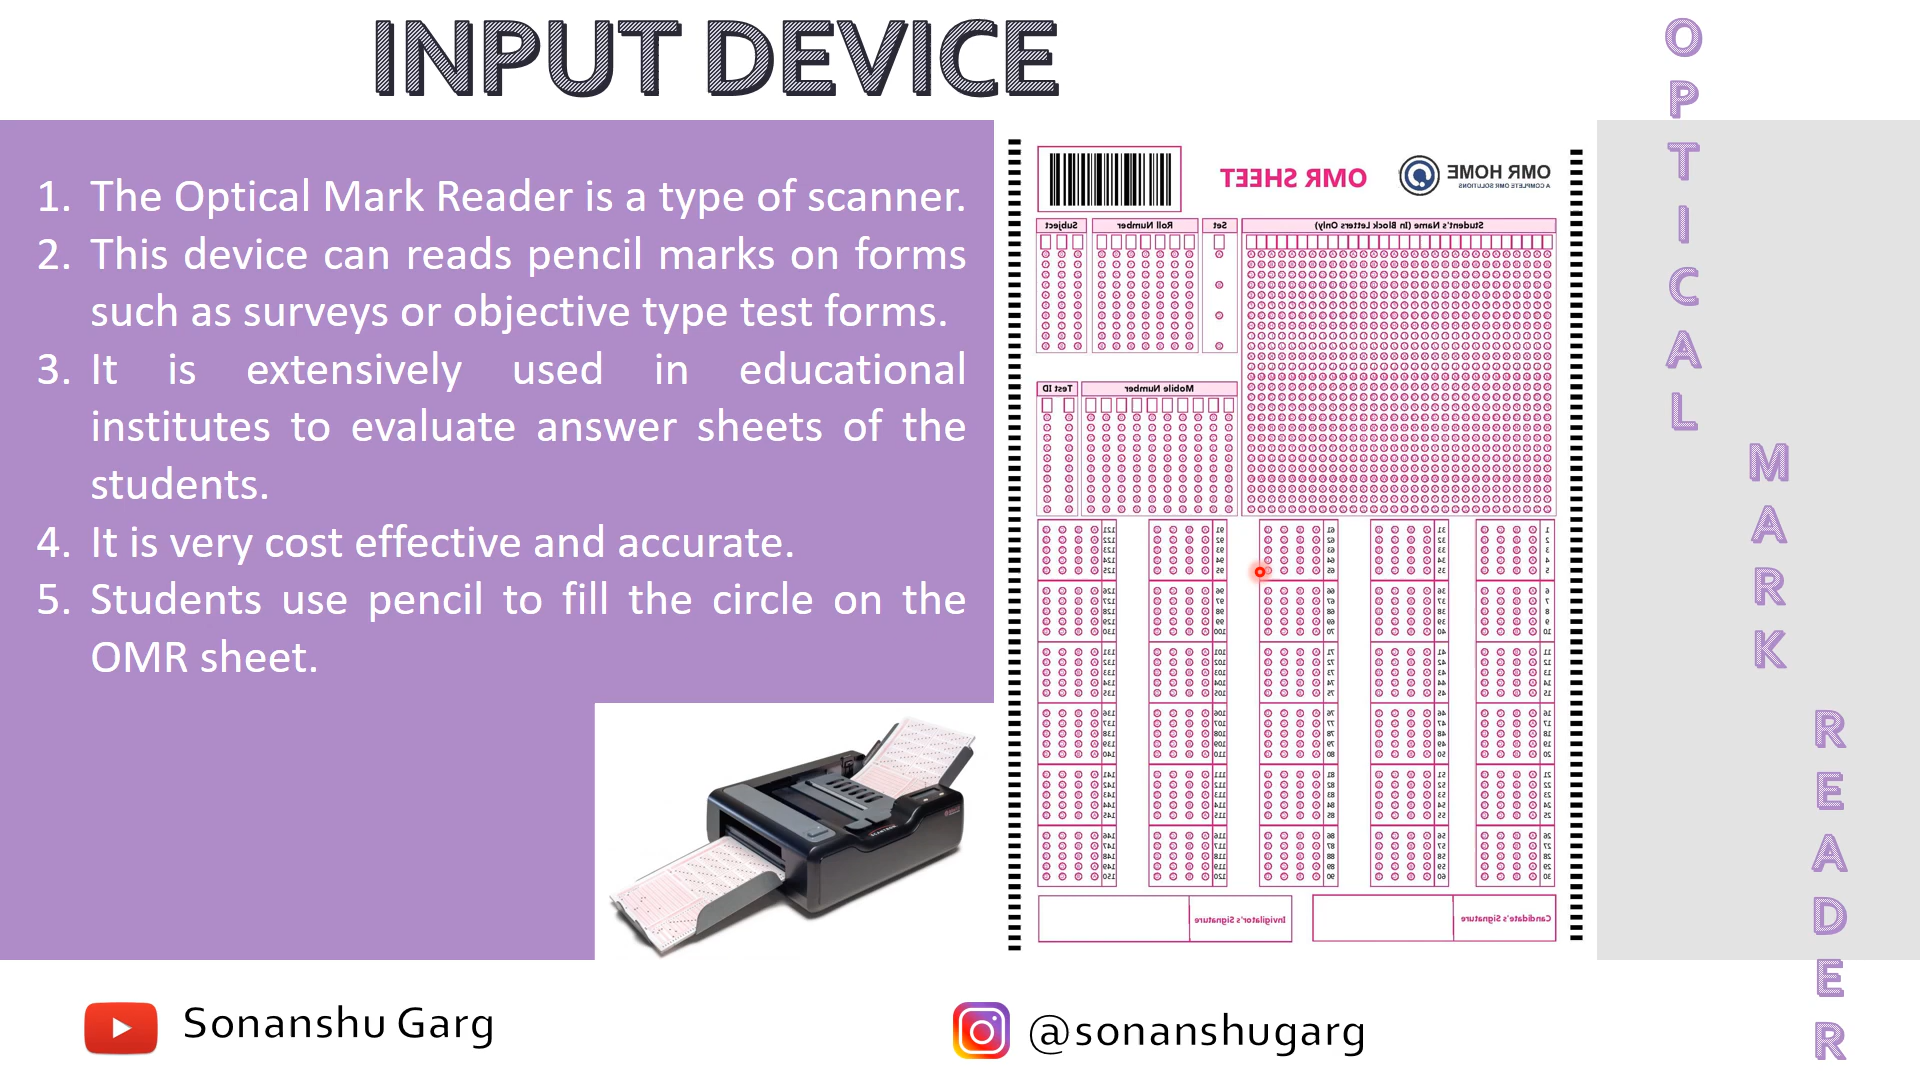 INPUT DEVICE
OPTICAL
MARK
READER
1. The Optical Mark Reader is a type of scanner.
2. This device can reads pencil marks on forms
such as surveys or objective type test forms.
3. It is extensively used in educational
institutes to evaluate answer sheets of the
students.
4. It is very cost effective and accurate.
5. Students use pencil to fill the circle on the
OMR sheet.
OMR SHEET
OMR HOME
A COMPLETE OMR SOLUTIONS
Subject
Roll Number
Set
Student's Name (In Block Letters Only)
Test ID
Mobile Number
Invigilator's Signature
Candidate's Signature
Sonanshu Garg
@sonanshugarg